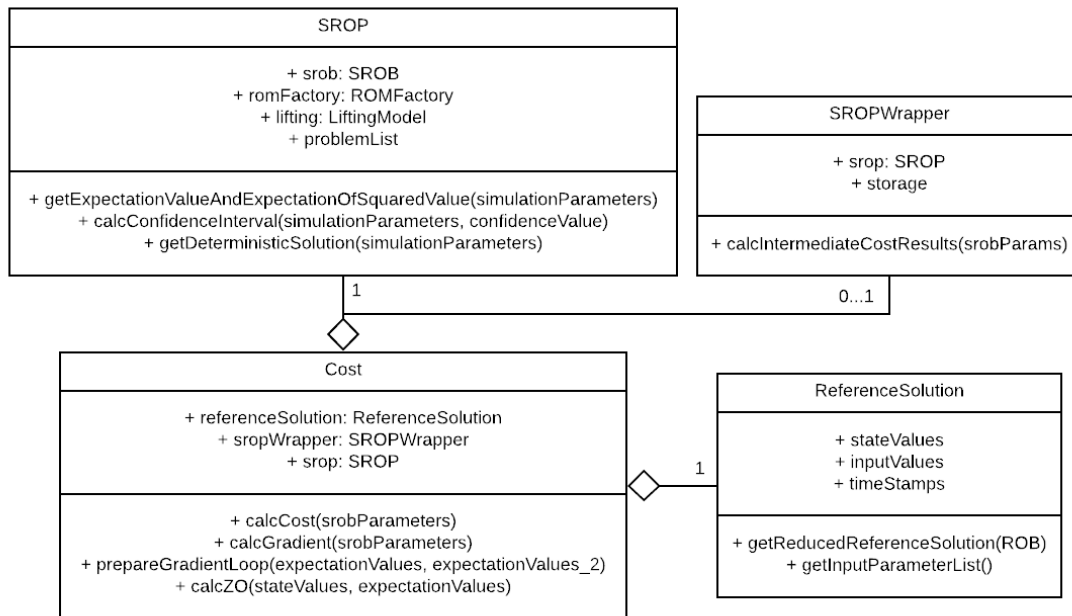 SROP
+ srob: SROB
+ romFactory: ROMFactory
+ lifting: LiftingModel
+ problemList
+ getExpectationValueAndExpectationOfSquaredValue(simulationParameters)
+ calcConfidenceInterval(simulationParameters, confidenceValue)
+ getDeterministicSolution(simulationParameters)
SROPWrapper
+ srop: SROP
+ storage
+ calcIntermediateCostResults(srobParams)
1
0...1
Cost
+ referenceSolution: ReferenceSolution
+ sropWrapper: SROPWrapper
+ srop: SROP
+ calcCost(srobParameters)
+ calcGradient(srobParameters)
+ prepareGradientLoop(expectationValues, expectationValues_2)
+ calcZO(stateValues, expectationValues)
1
ReferenceSolution
+ stateValues
+ inputValues
+ timeStamps
+ getReducedReferenceSolution(ROB)
+ getInputParameterList()